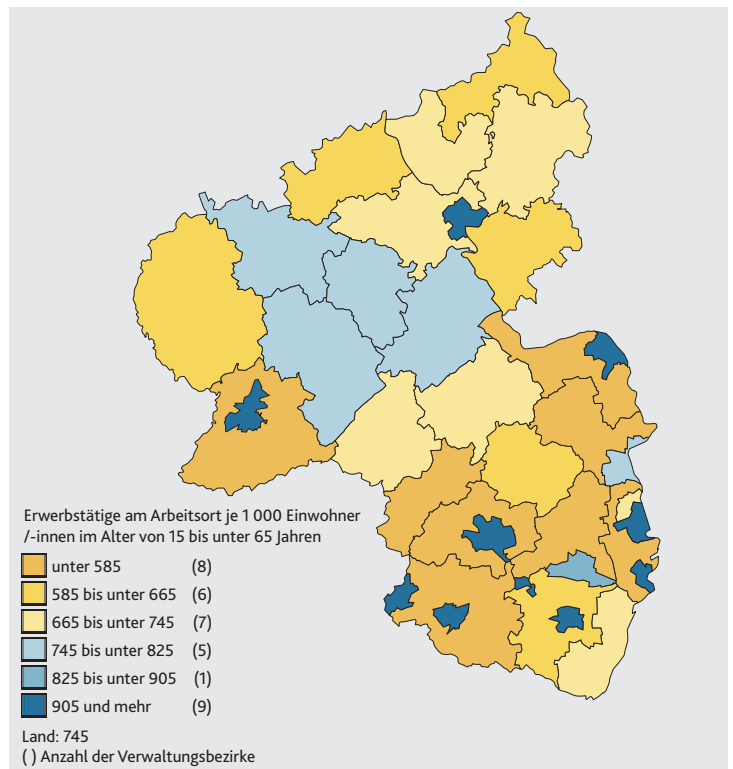 Erwerbstätige am Arbeitsort je 1 000 Einwohner
/-innen im Alter von 15 bis unter 65 Jahren
unter 585 (8)
585 bis unter 665 (6)
665 bis unter 745 (7)
745 bis unter 825 (5)
825 bis unter 905 (1)
905 und mehr (9)
Land: 745
( ) Anzahl der Verwaltungsbezirke